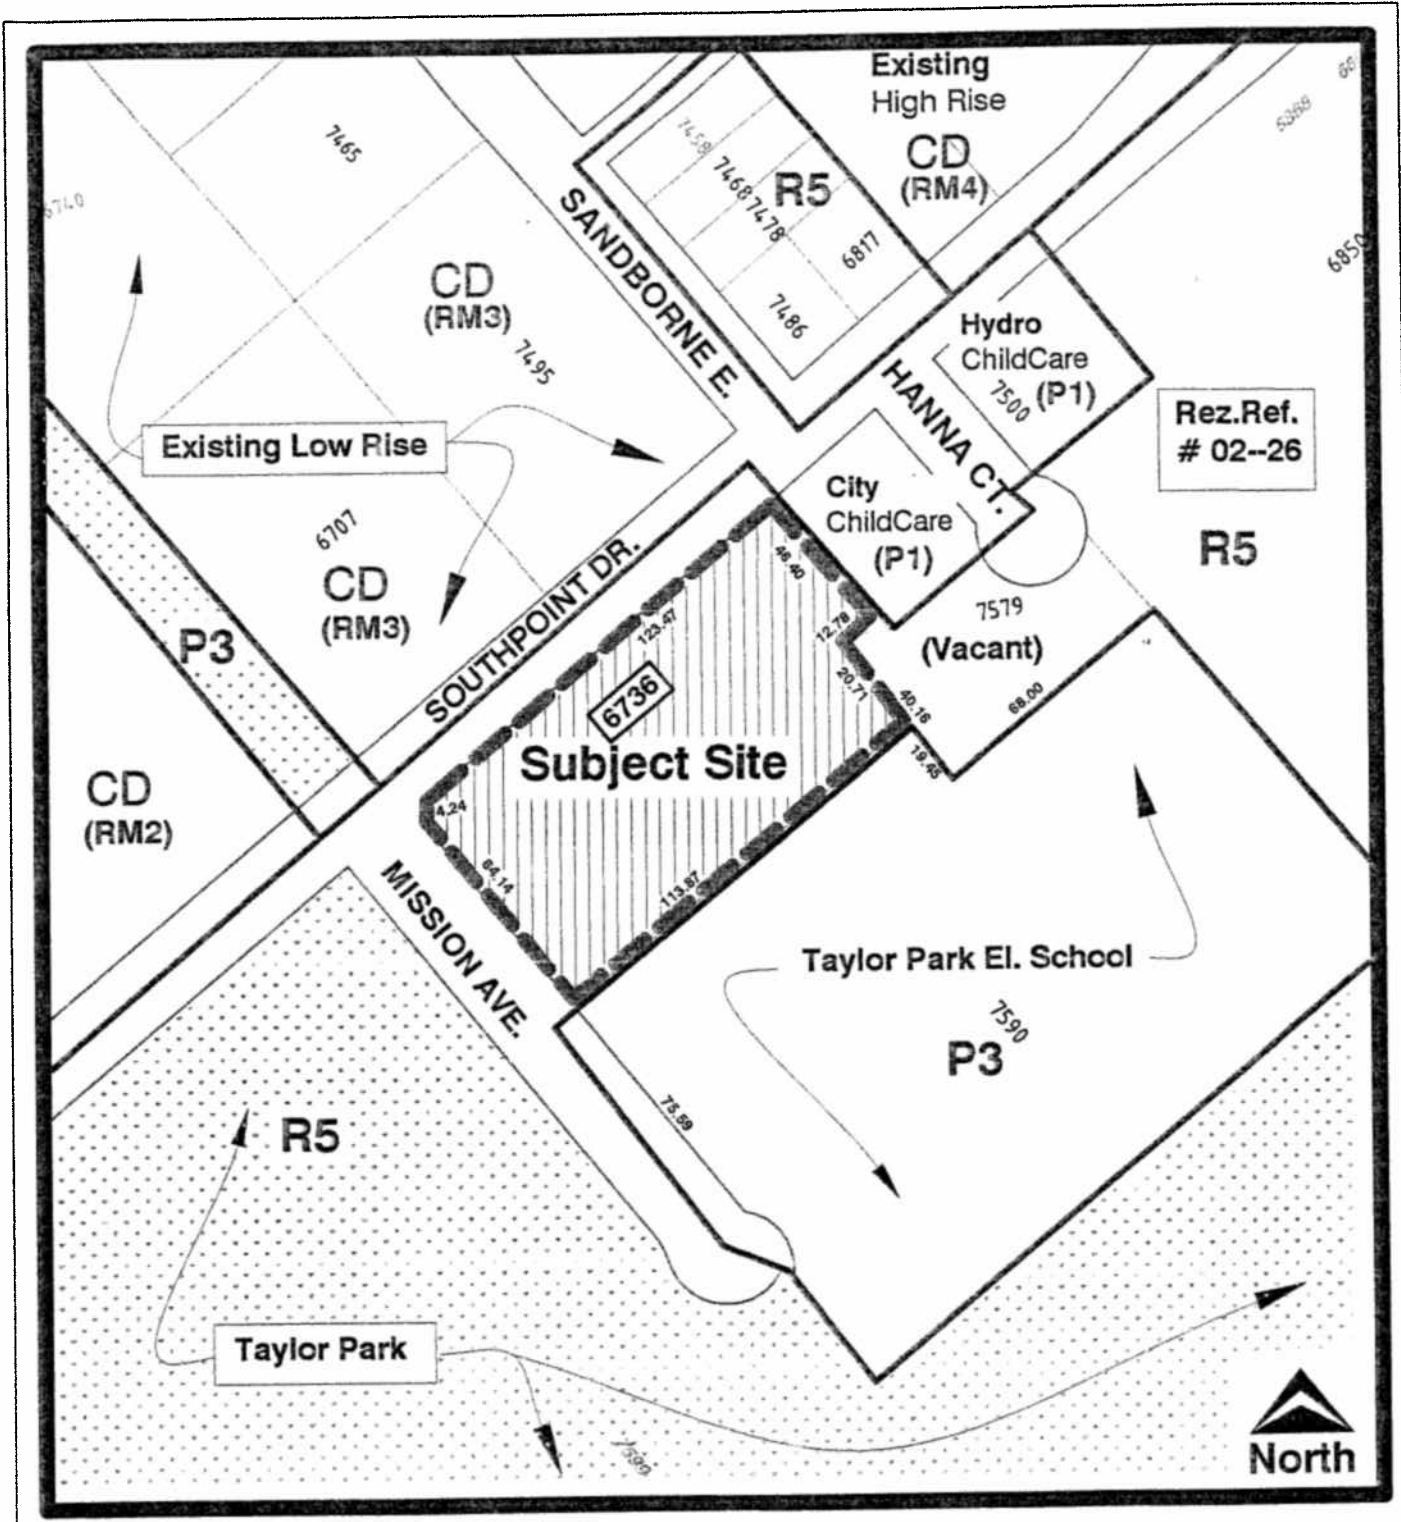 Existing
High Rise
CD
(RM4)
7465
6740
7458
7468
7478
R5
6817
7486
6850
SANDBORNE E.
CD
(RM3)
7495
Hydro
ChildCare
(P1)
7500
HANNA CT.
Rez.Ref.
# 02--26
Existing Low Rise
City
ChildCare
(P1)
R5
6707
CD
(RM3)
P3
SOUTHPOINT DR.
46.40
123.47
12.78
7579
(Vacant)
20.71
40.16
68.00
6736
Subject Site
19.45
CD
(RM2)
4.24
64.14
113.87
MISSION AVE.
Taylor Park El. School
7590
P3
75.59
R5
Taylor Park
7599
North